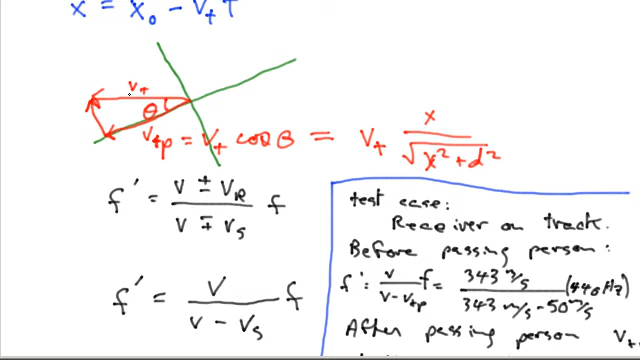 x = x₀ - v_t T
v_t
θ
v_tp = v_t cos θ = v_t x / √(x² + d²)
f' = (v ± v_R) / (v ∓ v_s) f
f' = v / (v - v_s) f
test case:
Receiver on track.
Before passing person:
f' = v / (v - v_tp) f = 343 m/s / (343 m/s - 50 m/s) (440 Hz)
After passing person v_t